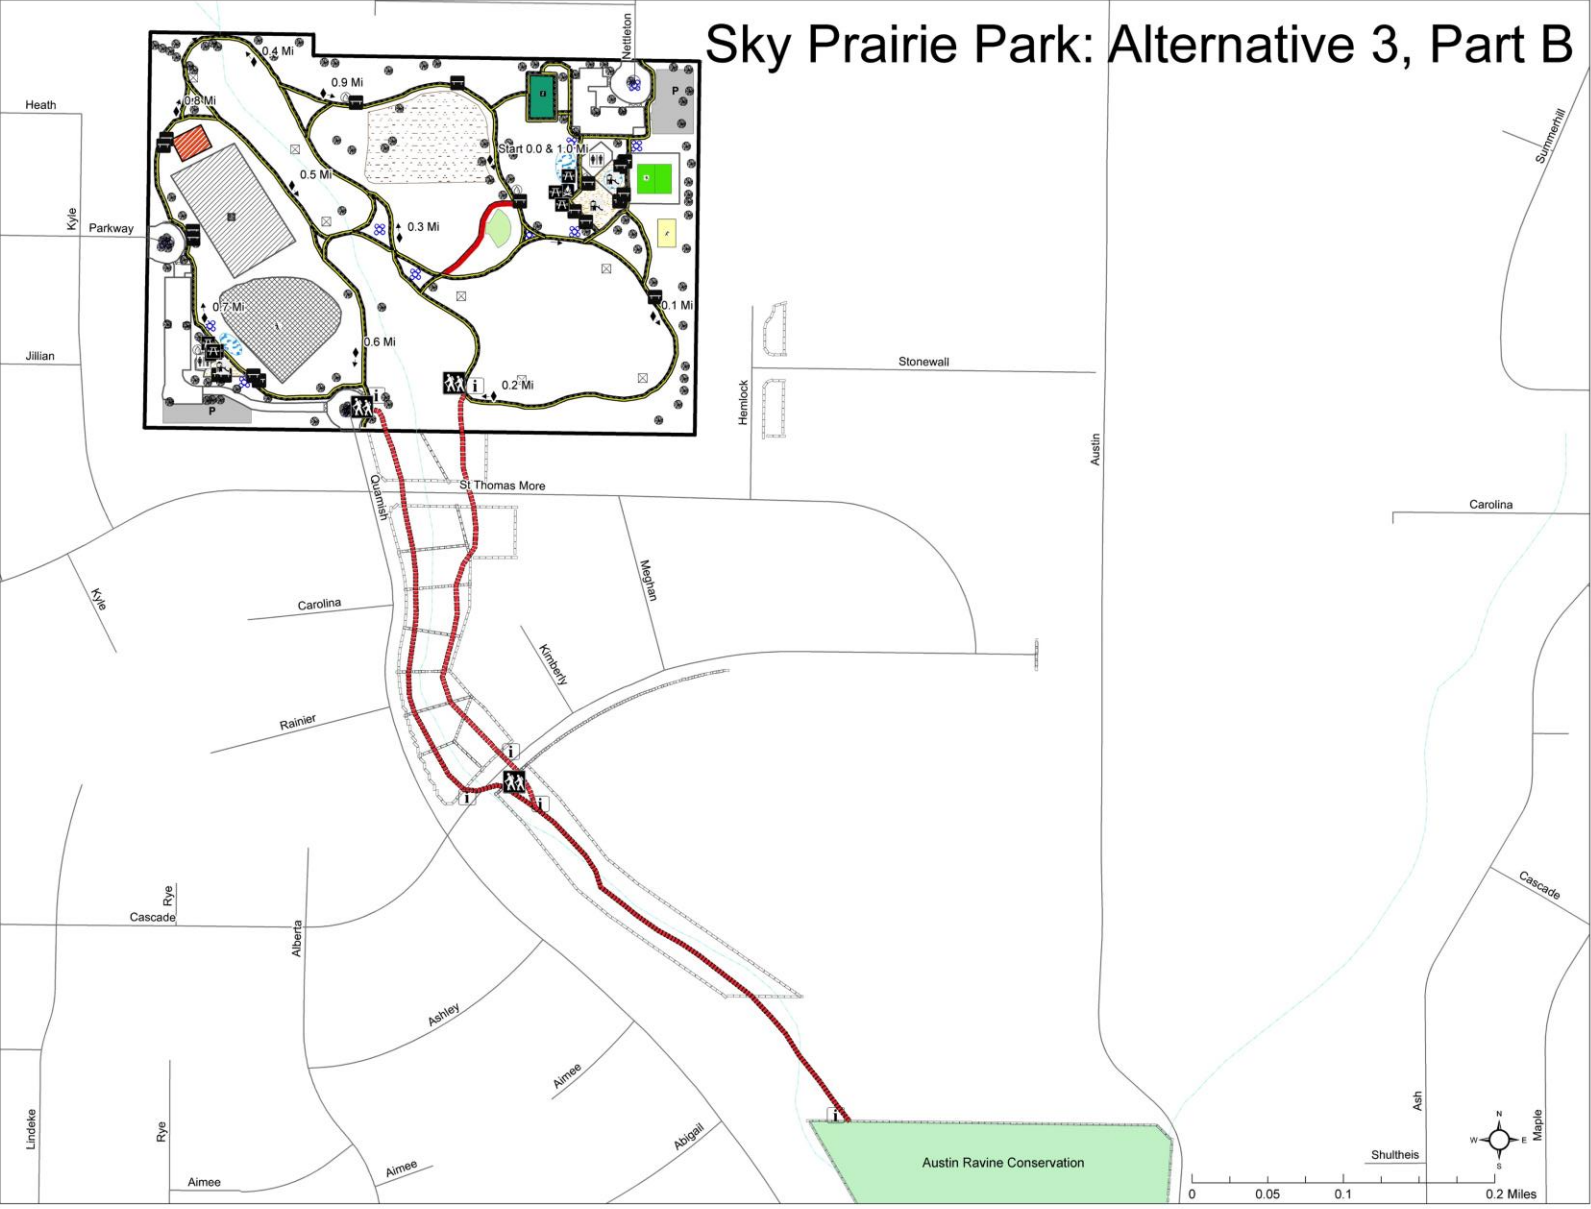 Sky Prairie Park: Alternative 3, Part B
Nettleton
0.4 Mi
0.9 Mi
P
Heath
0.8 Mi
Summerhill
Start 0.0 & 1.0 Mi
0.5 Mi
Kyle
Parkway
0.3 Mi
0.7 Mi
0.1 Mi
0.6 Mi
Jillian
Stonewall
i
i
0.2 Mi
Hemlock
P
Austin
Quamish
St Thomas More
Carolina
Meghan
Kyle
Carolina
Kimberly
Rainier
i
i
i
Rye
Cascade
Cascade
Alberta
Ashley
Aimee
Lindeke
Rye
Abigail
Ash
Maple
i
N
W
E
S
Austin Ravine Conservation
Shultheis
Aimee
Aimee
0
0.05
0.1
0.2 Miles